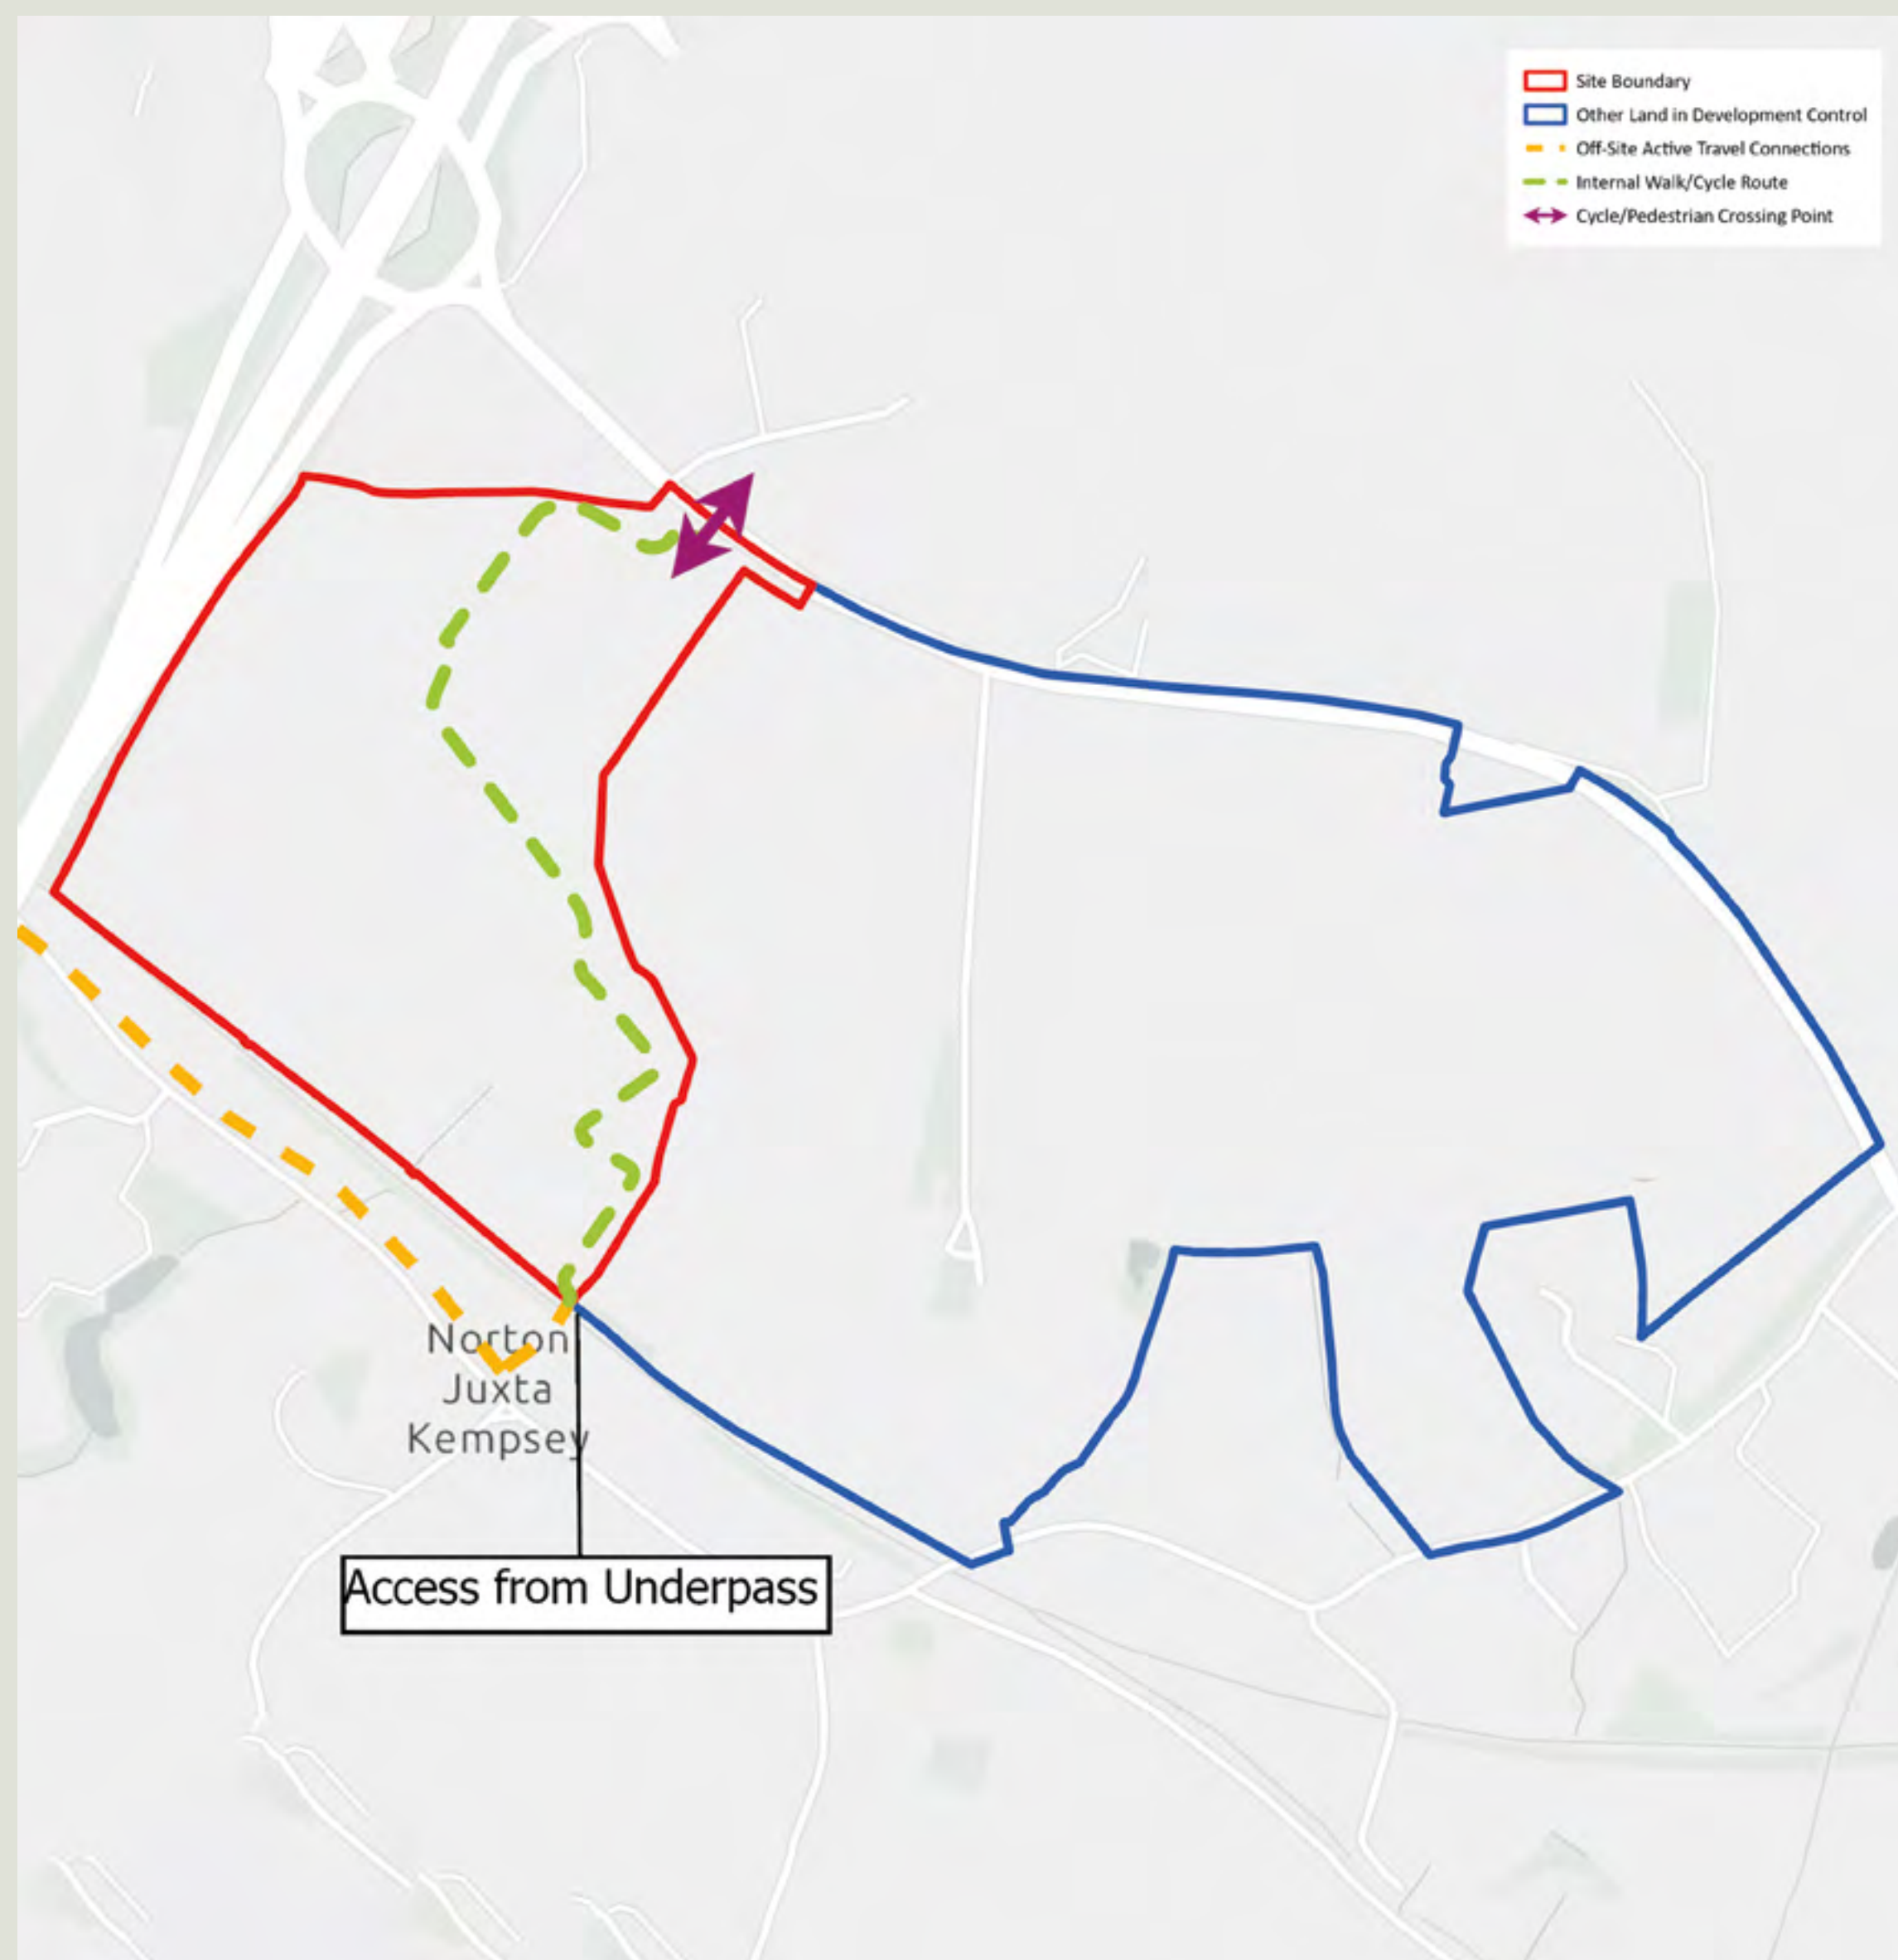 Site Boundary
Other Land in Development Control
Off-Site Active Travel Connections
Internal Walk/Cycle Route
Cycle/Pedestrian Crossing Point
Norton
Juxta
Kempsey
Access from Underpass